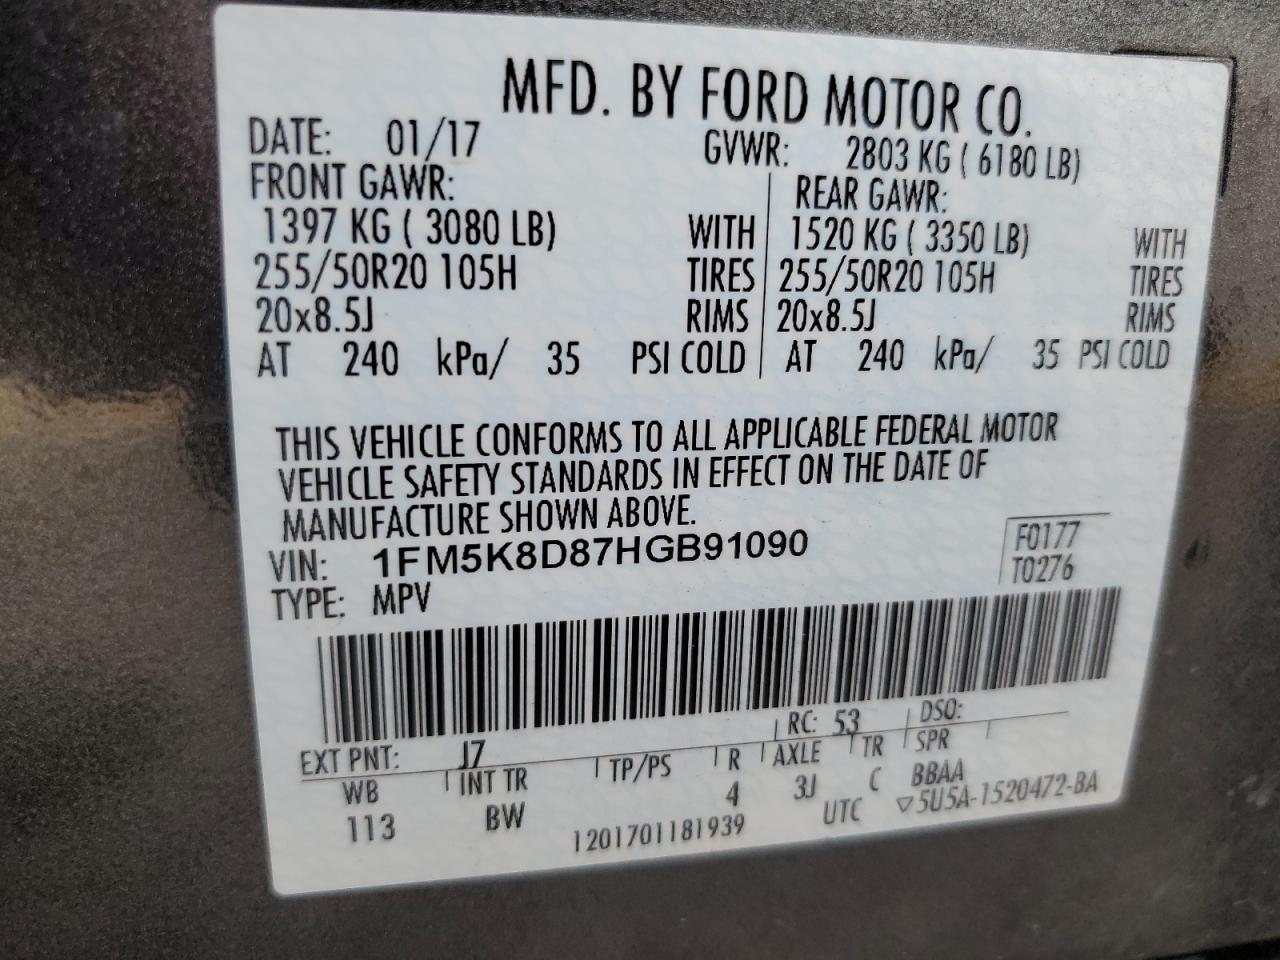 MFD. BY FORD MOTOR CO.
DATE: 01/17 GVWR: 2803 KG ( 6180 LB)
FRONT GAWR: REAR GAWR:
1397 KG ( 3080 LB) WITH 1520 KG ( 3350 LB) WITH
255/50R20 105H TIRES 255/50R20 105H TIRES
20x8.5J RIMS 20x8.5J RIMS
AT 240 kPa/ 35 PSI COLD AT 240 kPa/ 35 PSI COLD
THIS VEHICLE CONFORMS TO ALL APPLICABLE FEDERAL MOTOR
VEHICLE SAFETY STANDARDS IN EFFECT ON THE DATE OF
MANUFACTURE SHOWN ABOVE.
VIN: 1FM5K8D87HGB91090 F0177
TYPE: MPV T0276
EXT PNT: J7 RC: 53 DSO:
WB INT TR TP/PS R AXLE TR SPR
113 BW 4 3J C BBAA
1201701181939 UTC ▽5U5A-1520472-BA